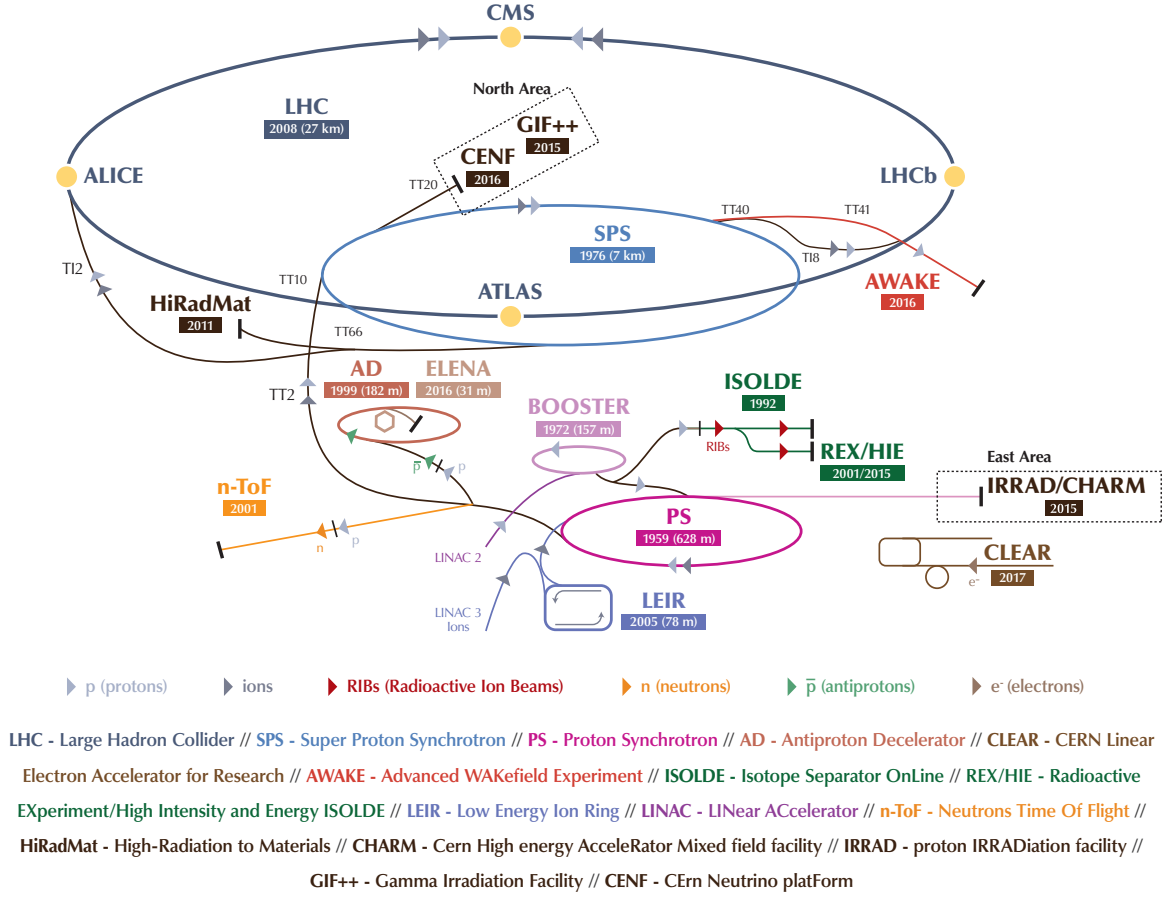 CMS
North Area
LHC
2008 (27 km)
GIF++
2015
CENF
2016
ALICE
LHCb
TT20
TT40
TT41
SPS
1976 (7 km)
TI8
TI2
TT10
AWAKE
2016
ATLAS
HiRadMat
2011
TT66
AD
1999 (182 m)
ELENA
2016 (31 m)
TT2
ISOLDE
1992
BOOSTER
1972 (157 m)
RIBs
REX/HIE
2001/2015
East Area
p̅
p
IRRAD/CHARM
2015
n-ToF
2001
PS
1959 (628 m)
n
p
LINAC 2
CLEAR
2017
e-
LEIR
2005 (78 m)
LINAC 3
Ions
p (protons)
ions
RIBs (Radioactive Ion Beams)
n (neutrons)
p̅ (antiprotons)
e- (electrons)
LHC - Large Hadron Collider // SPS - Super Proton Synchrotron // PS - Proton Synchrotron // AD - Antiproton Decelerator // CLEAR - CERN Linear
Electron Accelerator for Research // AWAKE - Advanced WAKefield Experiment // ISOLDE - Isotope Separator OnLine // REX/HIE - Radioactive
EXperiment/High Intensity and Energy ISOLDE // LEIR - Low Energy Ion Ring // LINAC - LINear ACcelerator // n-ToF - Neutrons Time Of Flight //
HiRadMat - High-Radiation to Materials // CHARM - Cern High energy AcceleRator Mixed field facility // IRRAD - proton IRRADiation facility //
GIF++ - Gamma Irradiation Facility // CENF - CErn Neutrino platForm